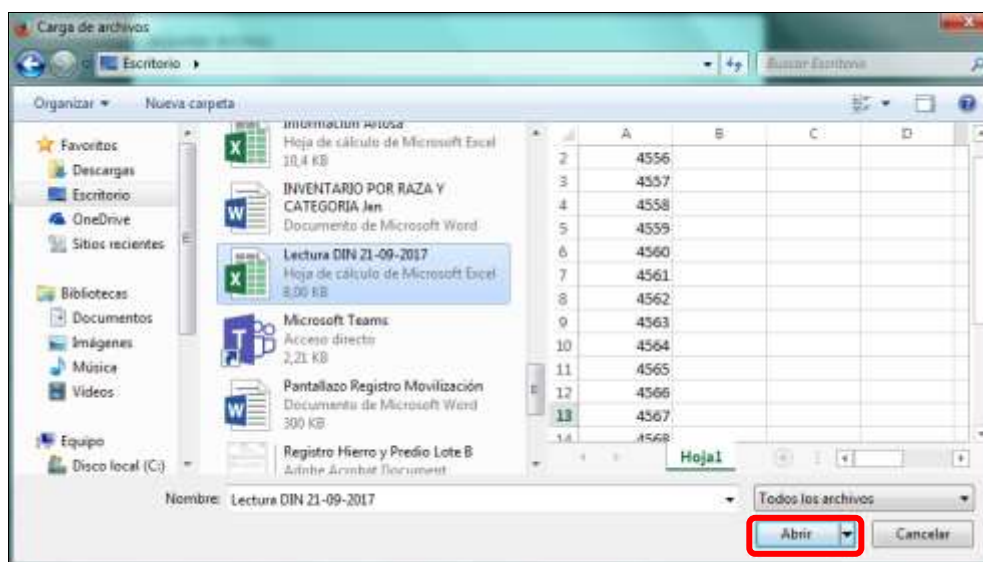 Carga de archivos
Escritorio
Buscar Escritorio
Organizar
Nueva carpeta
Favoritos
Descargas
Escritorio
OneDrive
Sitios recientes
Bibliotecas
Documentos
Imágenes
Música
Videos
Equipo
Disco local (C:)
Hoja de cálculo de Microsoft Excel
18,4 KB
INVENTARIO POR RAZA Y
CATEGORIA Jen
Documento de Microsoft Word
Lectura DIN 21-09-2017
Hoja de cálculo de Microsoft Excel
8,00 KB
Microsoft Teams
Acceso directo
2,21 KB
Pantallazo Registro Movilización
Documento de Microsoft Word
300 KB
Registro Hierro y Predio Lote B
Adobe Acrobat Document
A B C D
2 4556
3 4557
4 4558
5 4559
6 4560
7 4561
8 4562
9 4563
10 4564
11 4565
12 4566
13 4567
14 4568
Hoja1
Nombre: Lectura DIN 21-09-2017
Todos los archivos
Abrir
Cancelar